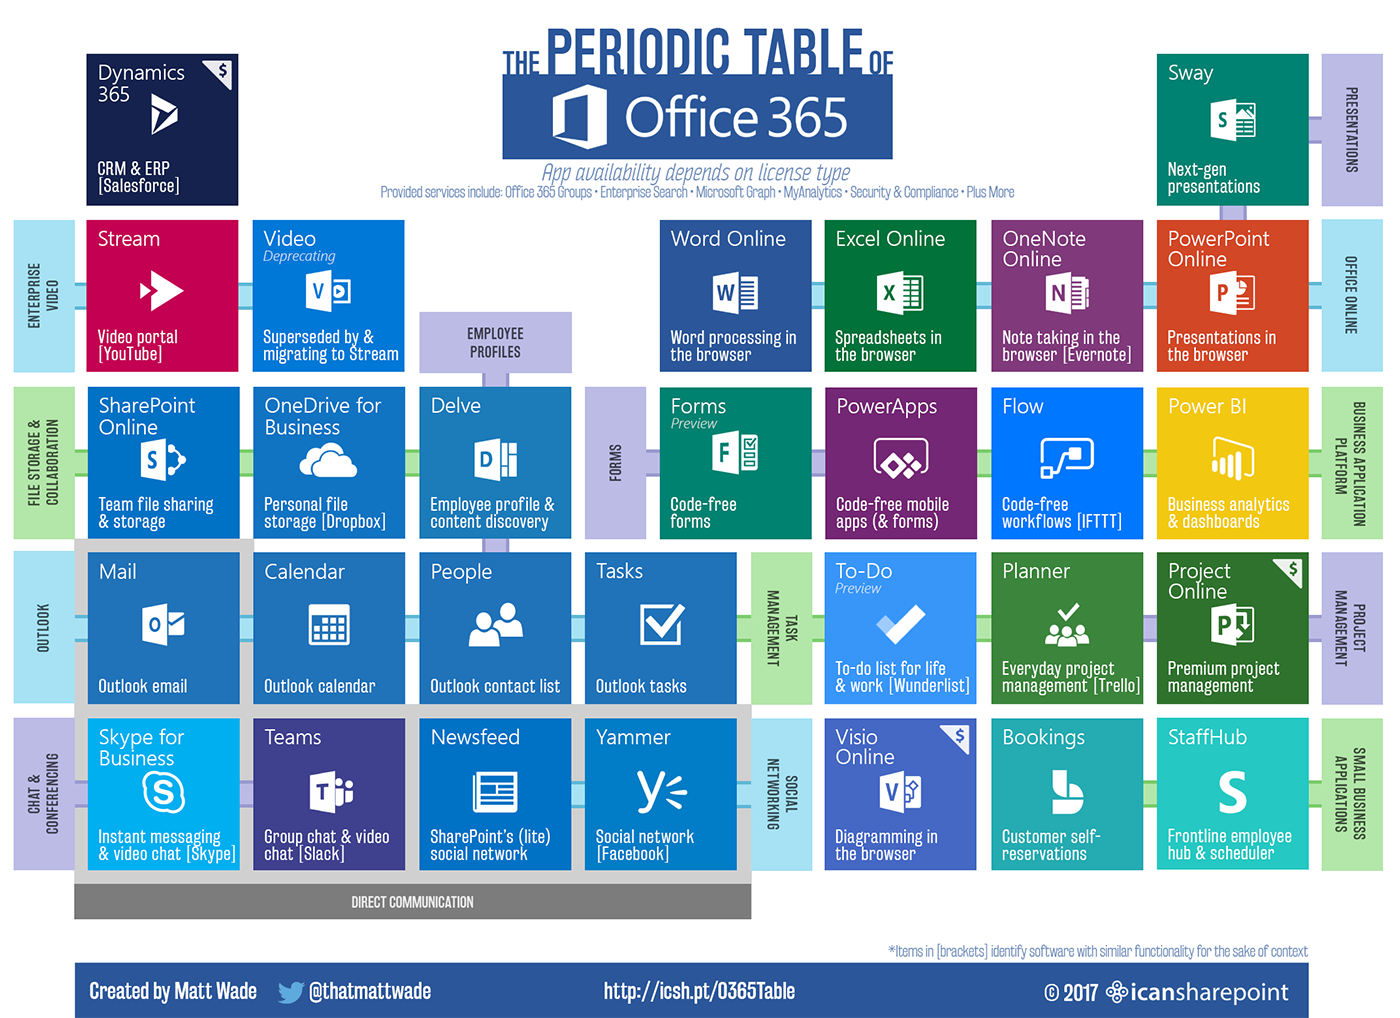 THE PERIODIC TABLE OF
Office 365
App availability depends on license type
Provided services include: Office 365 Groups • Enterprise Search • Microsoft Graph • MyAnalytics • Security & Compliance • Plus More
Dynamics
365
$
CRM & ERP
[Salesforce]
Sway
S
Next-gen
presentations
PRESENTATIONS
ENTERPRISE
VIDEO
Stream
Video portal
[YouTube]
Video
Deprecating
V
Superseded by &
migrating to Stream
EMPLOYEE
PROFILES
Word Online
W
Word processing in
the browser
Excel Online
X
Spreadsheets in
the browser
OneNote
Online
N
Note taking in the
browser [Evernote]
PowerPoint
Online
P
Presentations in
the browser
OFFICE ONLINE
FILE STORAGE &
COLLABORATION
SharePoint
Online
S
Team file sharing
& storage
OneDrive for
Business
Personal file
storage [Dropbox]
Delve
D
Employee profile &
content discovery
FORMS
Forms
Preview
F
Code-free
forms
PowerApps
Code-free mobile
apps (& forms)
Flow
Code-free
workflows [IFTTT]
Power BI
Business analytics
& dashboards
BUSINESS APPLICATION
PLATFORM
OUTLOOK
Mail
O
Outlook email
Calendar
Outlook calendar
People
Outlook contact list
Tasks
Outlook tasks
TASK
MANAGEMENT
To-Do
Preview
To-do list for life
& work [Wunderlist]
Planner
Everyday project
management [Trello]
Project
Online
$
P
Premium project
management
PROJECT
MANAGEMENT
CHAT &
CONFERENCING
Skype for
Business
S
Instant messaging
& video chat [Skype]
Teams
T
Group chat & video
chat [Slack]
Newsfeed
SharePoint's (lite)
social network
Yammer
Y
Social network
[Facebook]
SOCIAL
NETWORKING
Visio
Online
$
V
Diagramming in
the browser
Bookings
b
Customer self-
reservations
StaffHub
S
Frontline employee
hub & scheduler
SMALL BUSINESS
APPLICATIONS
DIRECT COMMUNICATION
*Items in [brackets] identify software with similar functionality for the sake of context
Created by Matt Wade
@thatmattwade
http://icsh.pt/O365Table
© 2017 icansharepoint